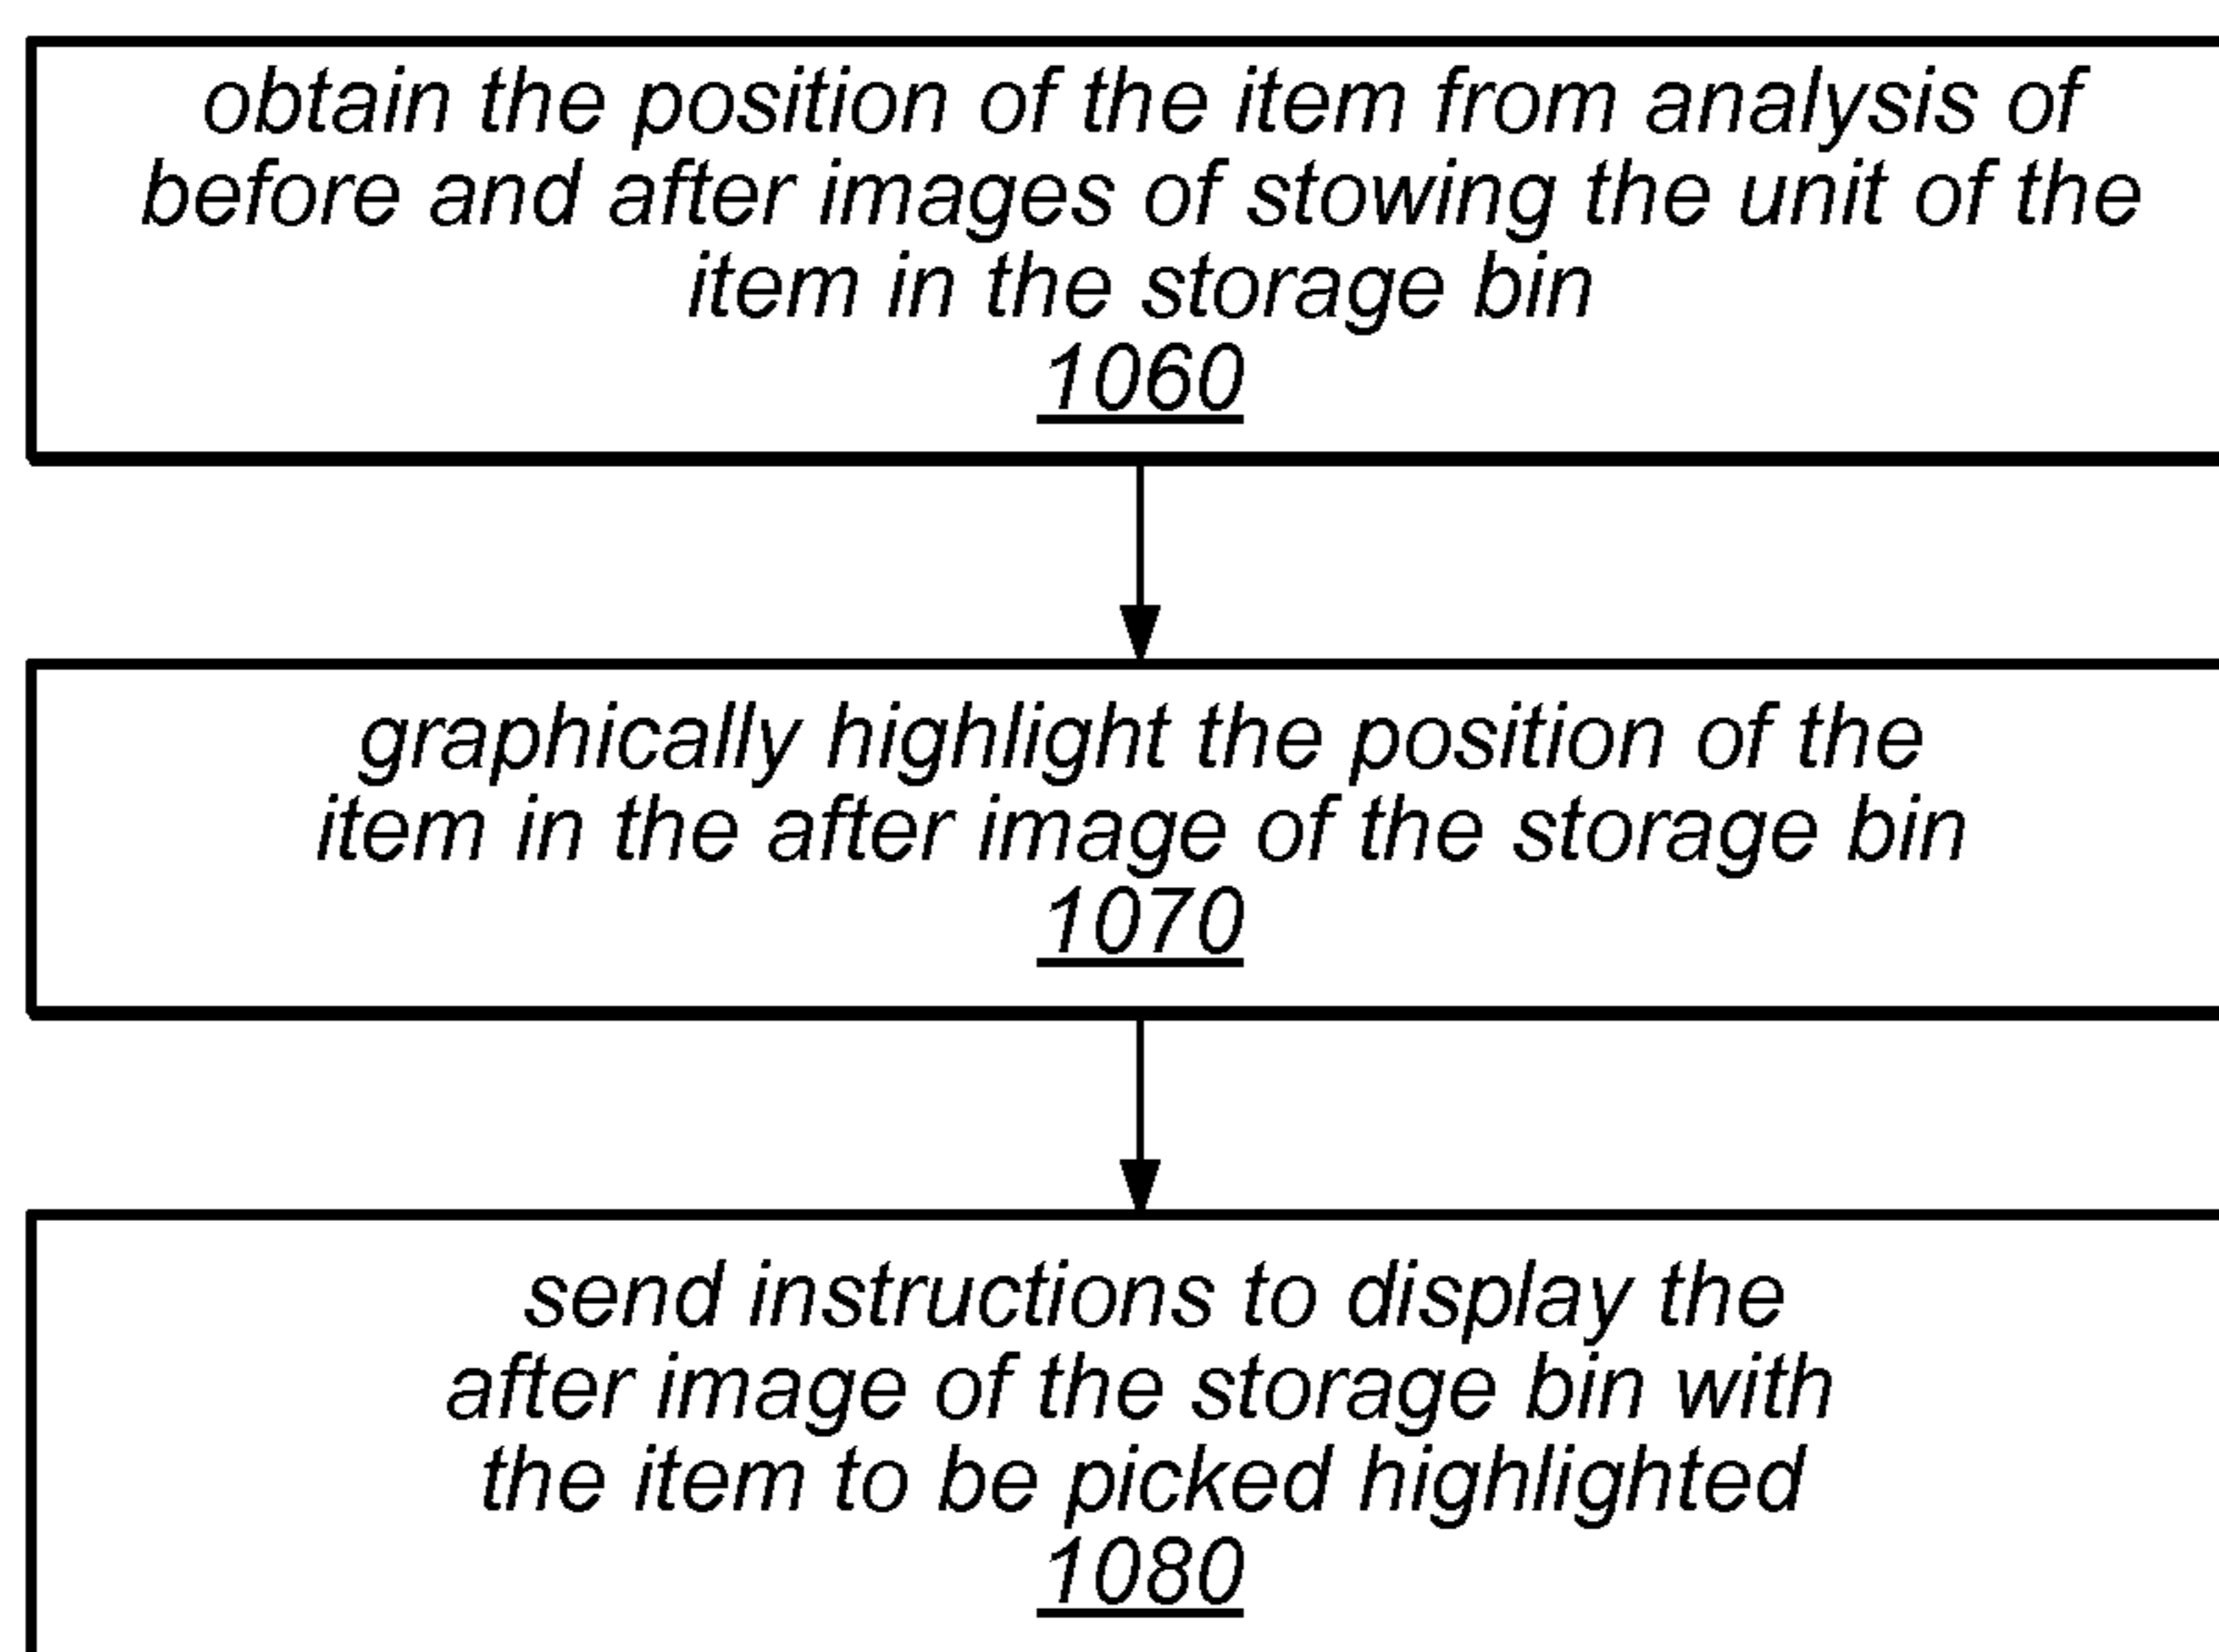 obtain the position of the item from analysis of
before and after images of stowing the unit of the
item in the storage bin
1060
graphically highlight the position of the
item in the after image of the storage bin
1070
send instructions to display the
after image of the storage bin with
the item to be picked highlighted
1080